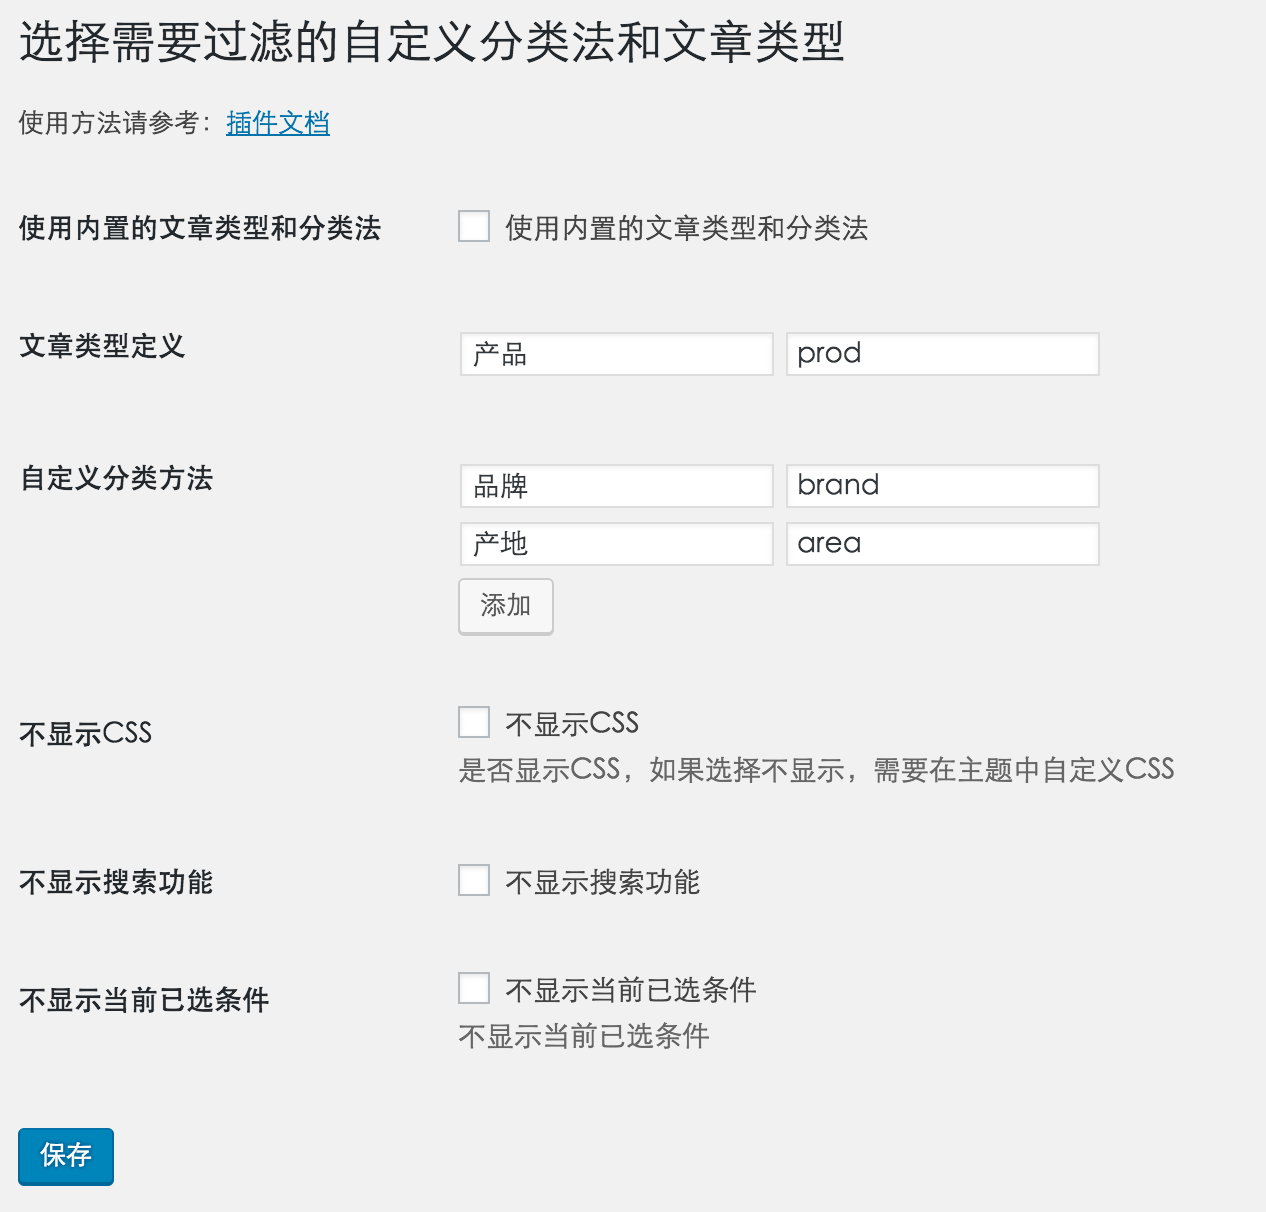 选择需要过滤的自定义分类法和文章类型
使用方法请参考：插件文档
使用内置的文章类型和分类法
使用内置的文章类型和分类法
文章类型定义
产品
prod
自定义分类方法
品牌
brand
产地
area
添加
不显示CSS
不显示CSS
是否显示CSS，如果选择不显示，需要在主题中自定义CSS
不显示搜索功能
不显示搜索功能
不显示当前已选条件
不显示当前已选条件
不显示当前已选条件
保存